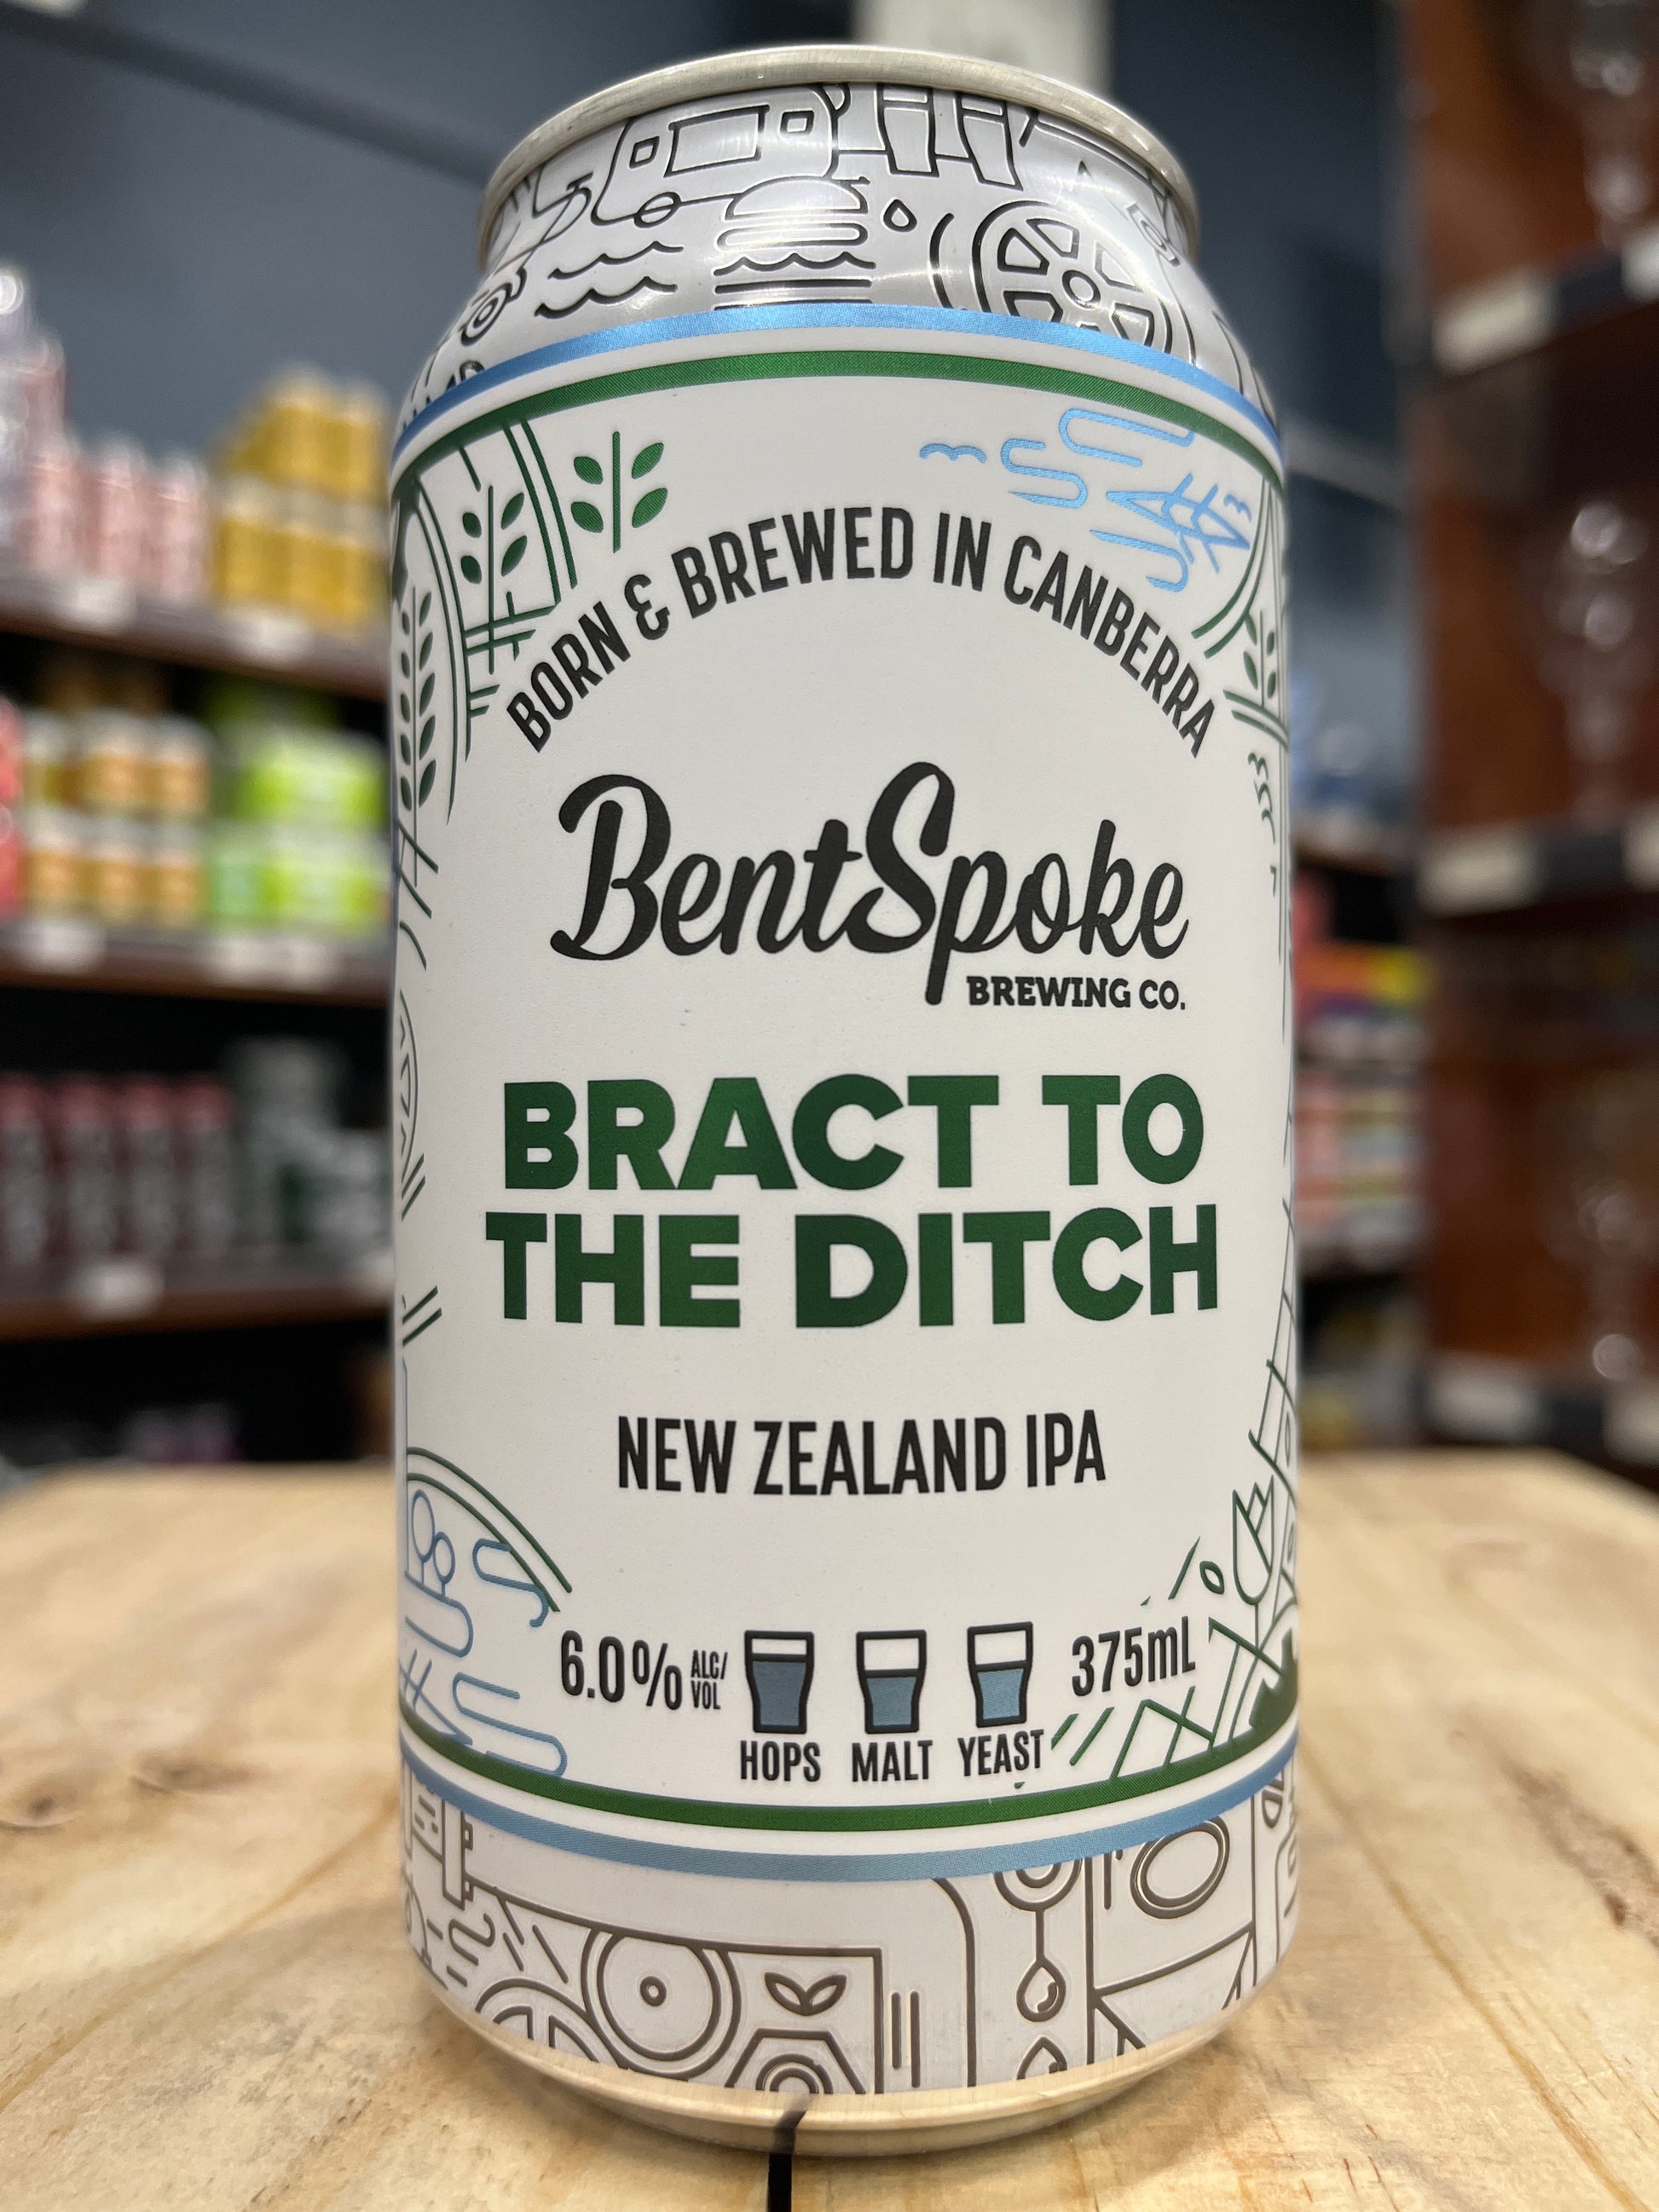 BORN & BREWED IN CANBERRA
BentSpoke
BREWING CO.
BRACT TO
THE DITCH
NEW ZEALAND IPA
6.0% ALC/
VOL
375mL
HOPS MALT YEAST